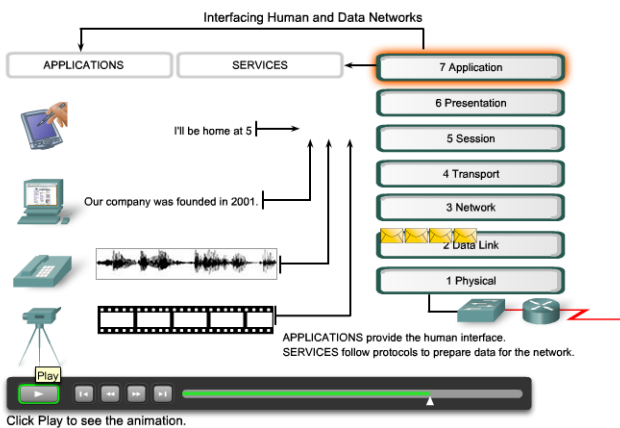 Interfacing Human and Data Networks
APPLICATIONS
SERVICES
7 Application
6 Presentation
I'll be home at 5
5 Session
4 Transport
Our company was founded in 2001.
3 Network
2 Data Link
1 Physical
APPLICATIONS provide the human interface.
SERVICES follow protocols to prepare data for the network.
Play
Click Play to see the animation.